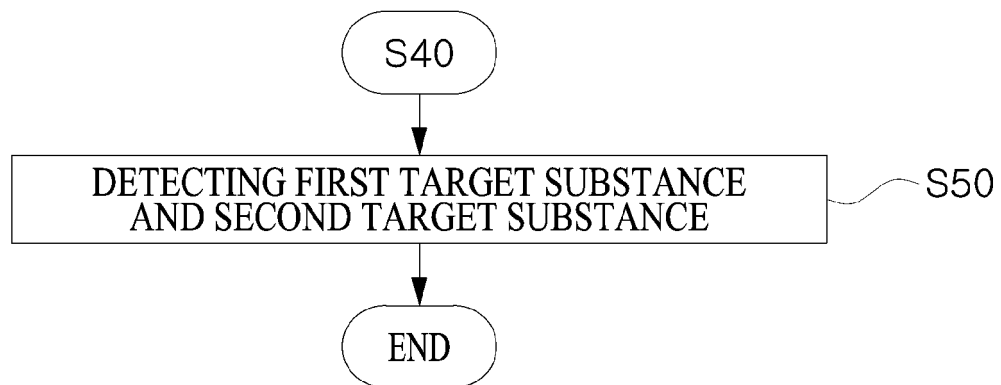 S40
DETECTING FIRST TARGET SUBSTANCE
AND SECOND TARGET SUBSTANCE
S50
END